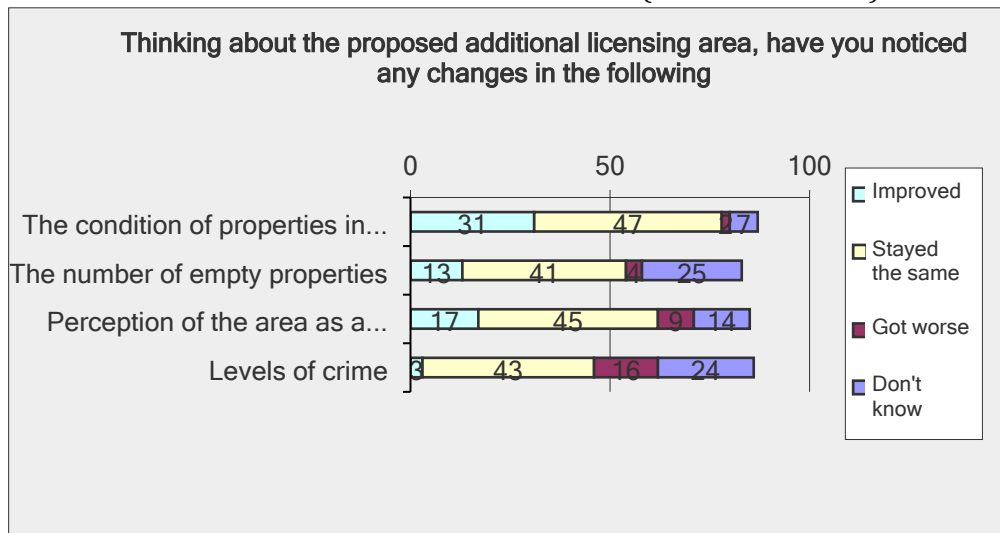 Thinking about the proposed additional licensing area, have you noticed
any changes in the following
0 50 100
The condition of properties in... 31 47 2 7
The number of empty properties 13 41 4 25
Perception of the area as a... 17 45 9 14
Levels of crime 3 43 16 24
Improved
Stayed
the same
Got worse
Don't
know